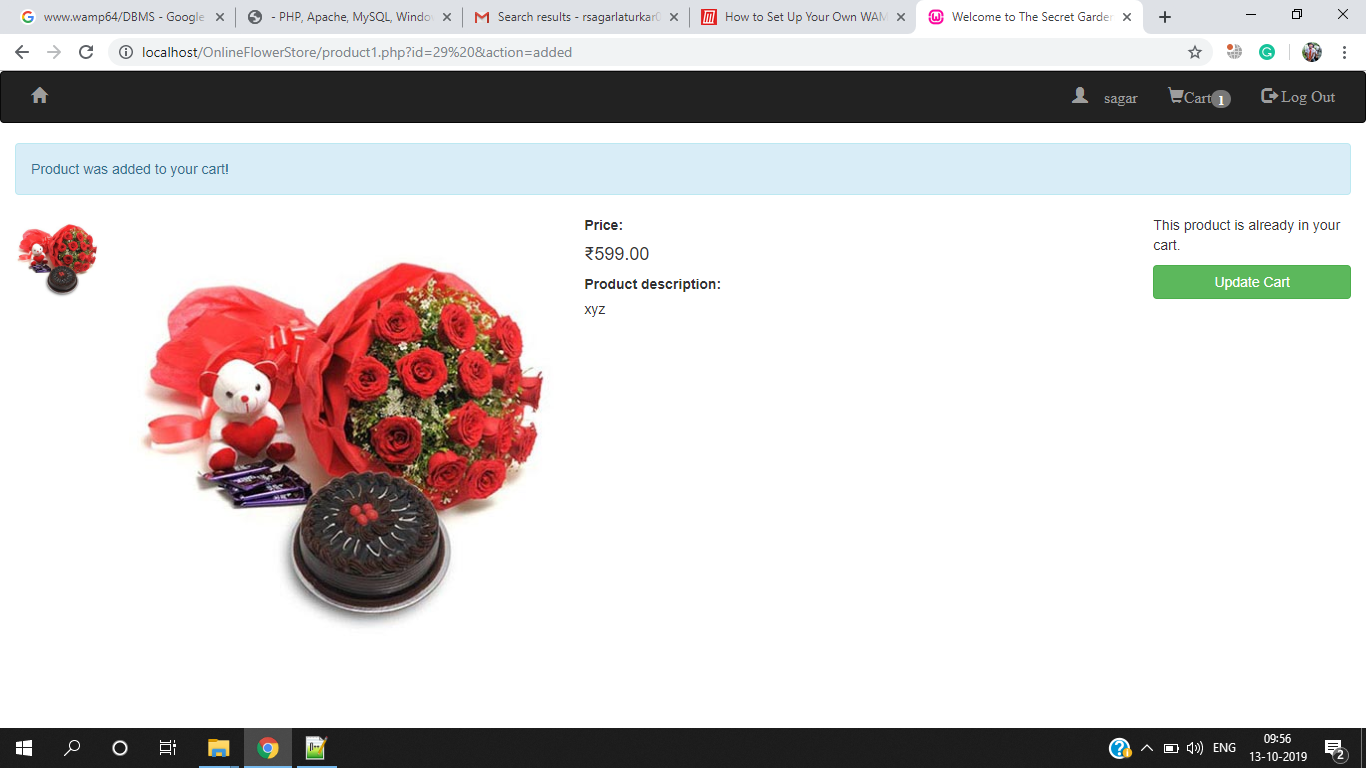 www.wamp64/DBMS - Google
- PHP, Apache, MySQL, Windo
Search results - rsagarlaturkar
How to Set Up Your Own WAM
Welcome to The Secret Garden
localhost/OnlineFlowerStore/product1.php?id=29%20&action=added
sagar
Cart 1
Log Out
Product was added to your cart!
Price:
This product is already in your
cart.
₹599.00
Update Cart
Product description:
xyz
ENG
09:56
13-10-2019
2